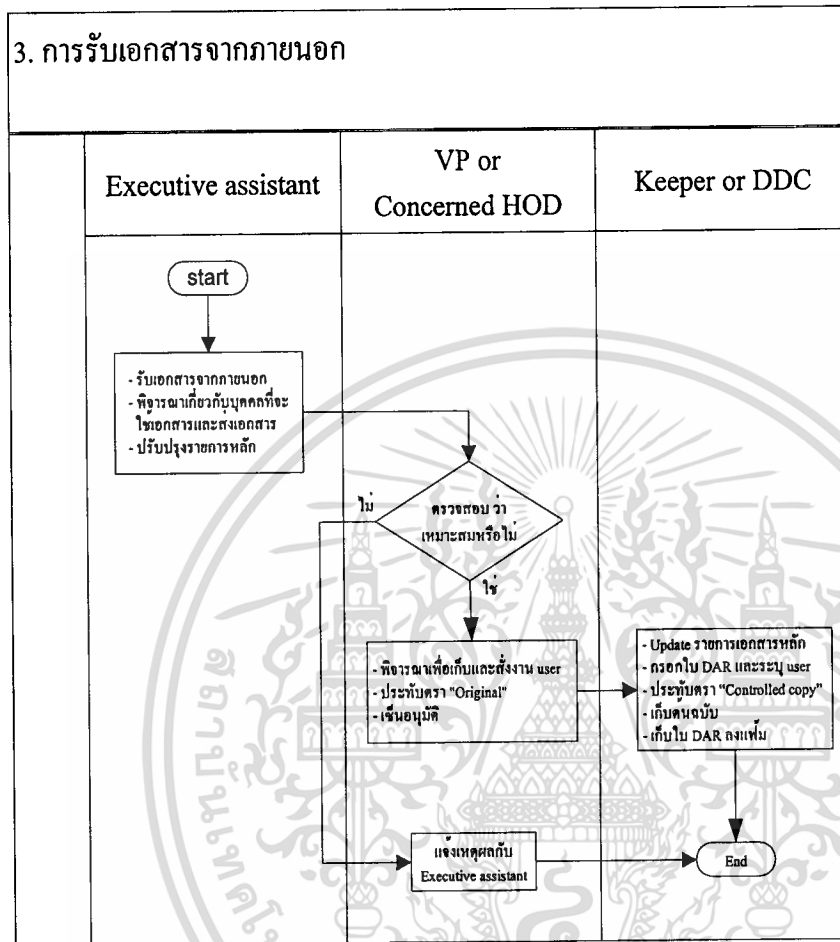 3. การรับเอกสารจากภายนอก
Executive assistant
VP or
Concerned HOD
Keeper or DDC
start
- รับเอกสารจากภายนอก
- พิจารณาเกี่ยวกับบุคคลที่จะ
ใช้เอกสารและส่งเอกสาร
- ปรับปรุงรายการหลัก
ตรวจสอบ ว่า
เหมาะสมหรือไม่
ไม่
ใช่
- พิจารณาเพื่อเก็บและสั่งงาน user
- ประทับตรา "Original"
- เซ็นอนุมัติ
- Update รายการเอกสารหลัก
- กรอกใบ DAR และระบุ user
- ประทับตรา "Controlled copy"
- เก็บต้นฉบับ
- เก็บใบ DAR ลงแฟ้ม
แจ้งเหตุผลกับ
Executive assistant
End